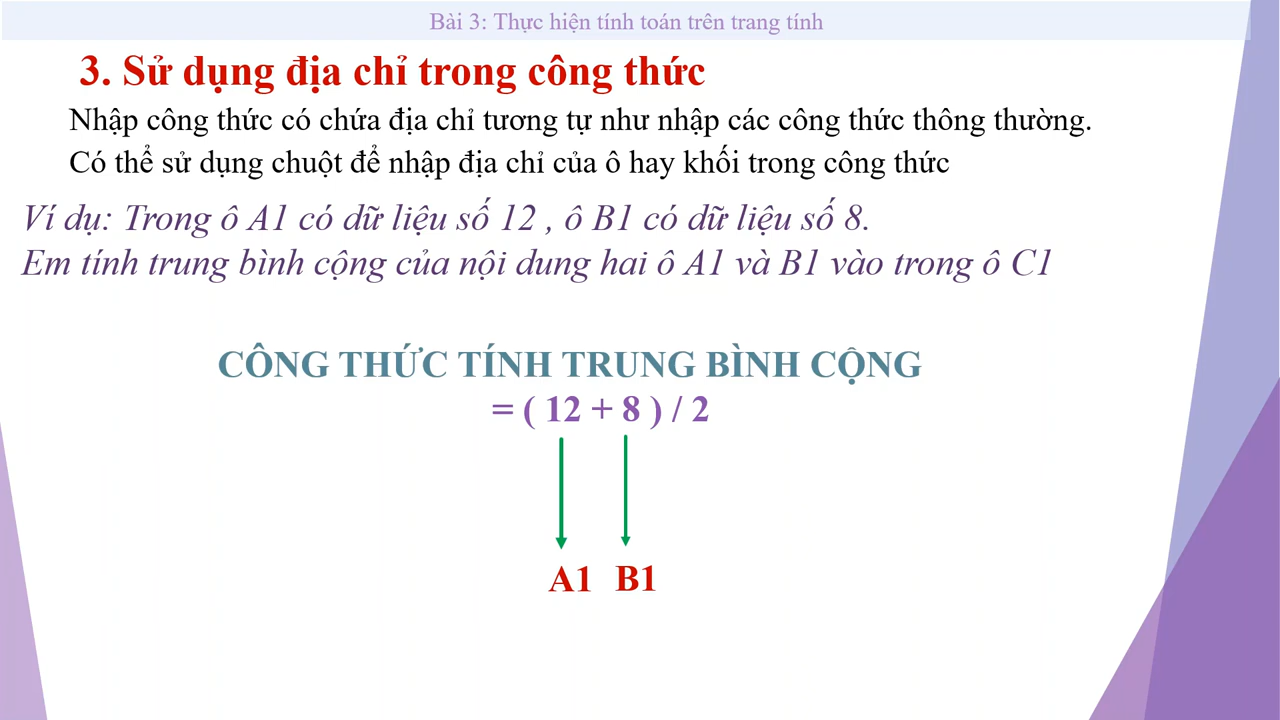 Bài 3: Thực hiện tính toán trên trang tính
3. Sử dụng địa chỉ trong công thức
Nhập công thức có chứa địa chỉ tương tự như nhập các công thức thông thường.
Có thể sử dụng chuột để nhập địa chỉ của ô hay khối trong công thức
Ví dụ: Trong ô A1 có dữ liệu số 12 , ô B1 có dữ liệu số 8.
Em tính trung bình cộng của nội dung hai ô A1 và B1 vào trong ô C1
CÔNG THỨC TÍNH TRUNG BÌNH CỘNG
= ( 12 + 8 ) / 2
A1 B1